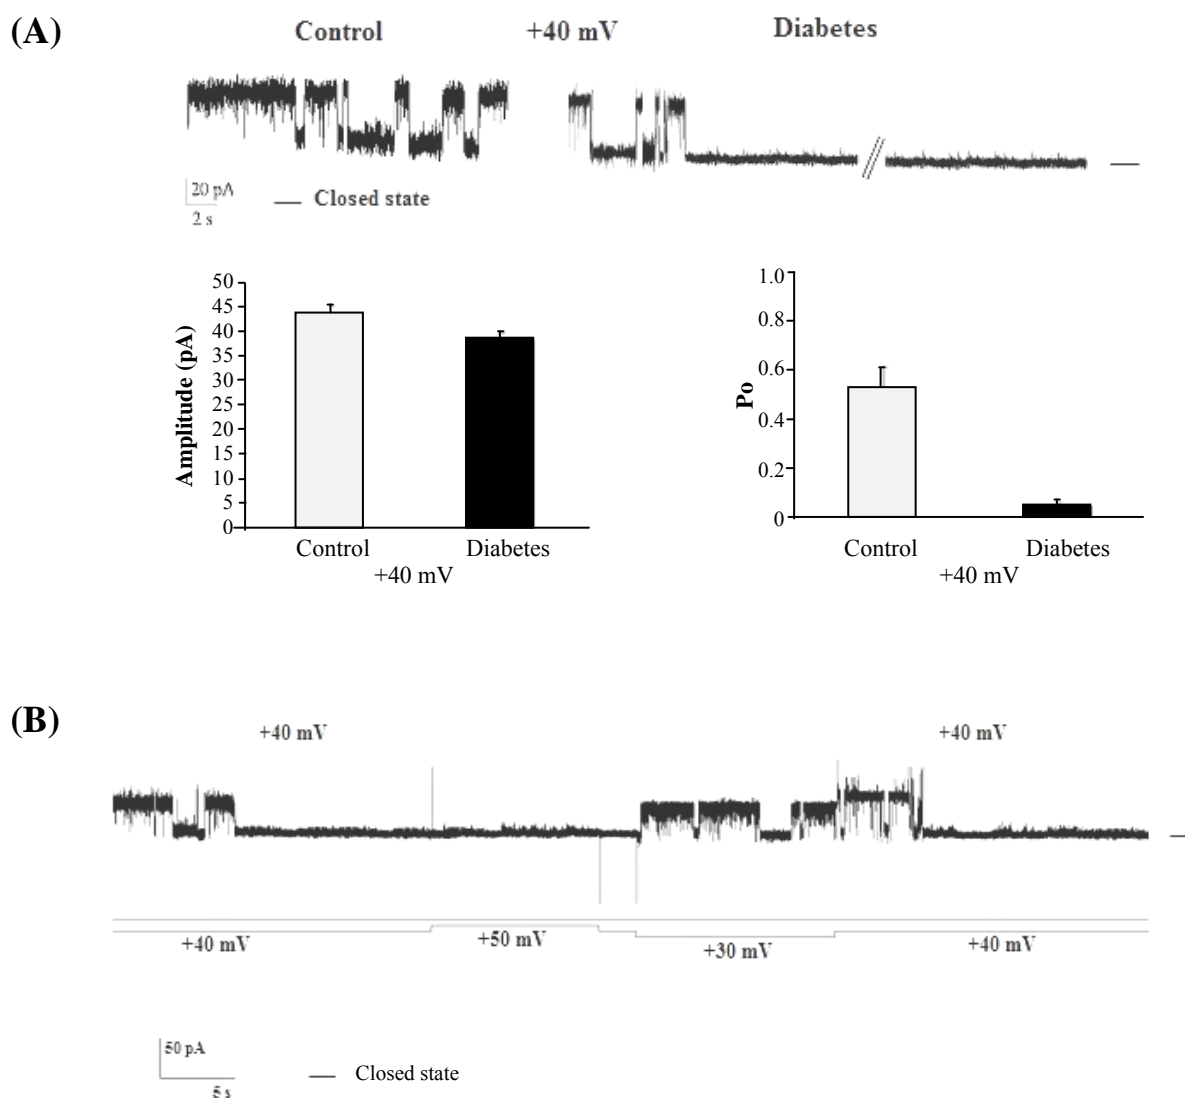 (A)
Control +40 mV Diabetes
20 pA
2 s
Closed state
Amplitude (pA)
50
45
40
35
30
25
20
15
10
5
0
Control Diabetes
+40 mV
Po
1.0
0.8
0.6
0.4
0.2
0
Control Diabetes
+40 mV
(B)
+40 mV +40 mV
+40 mV +50 mV +30 mV +40 mV
50 pA
5 s
Closed state